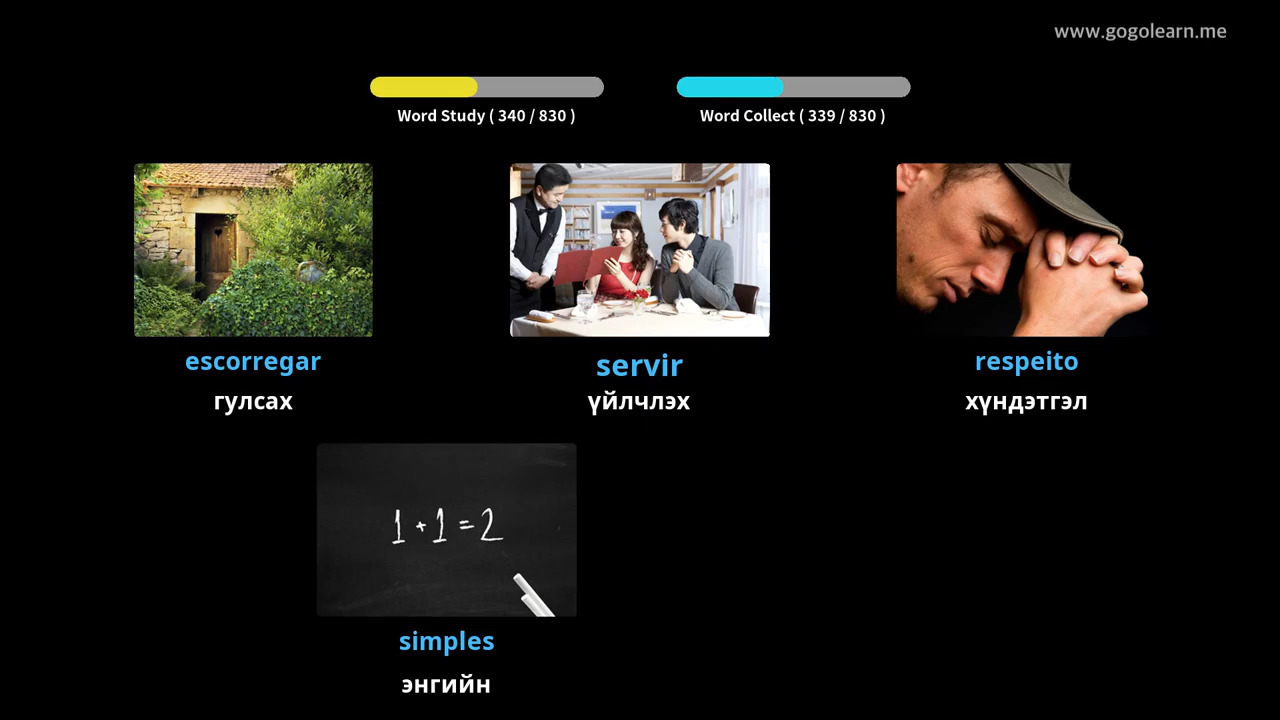 www.gogolearn.me
Word Study ( 340 / 830 )
Word Collect ( 339 / 830 )
escorregar
servir
respeito
гулсах
үйлчлэх
хүндэтгэл
1 + 1 = 2
simples
энгийн